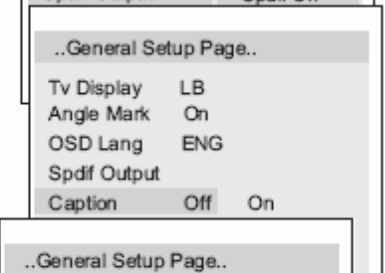 ..General Setup Page..
Tv Display LB
Angle Mark On
OSD Lang ENG
Spdif Output
Caption Off On
..General Setup Page..